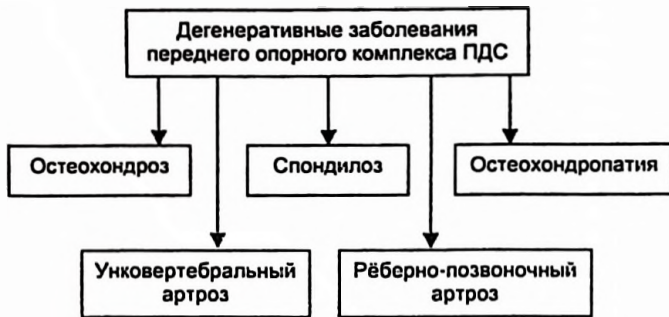 Дегенеративные заболевания
переднего опорного комплекса ПДС
Остеохондроз
Спондилоз
Остеохондропатия
Унковертебральный
артроз
Рёберно-позвоночный
артроз